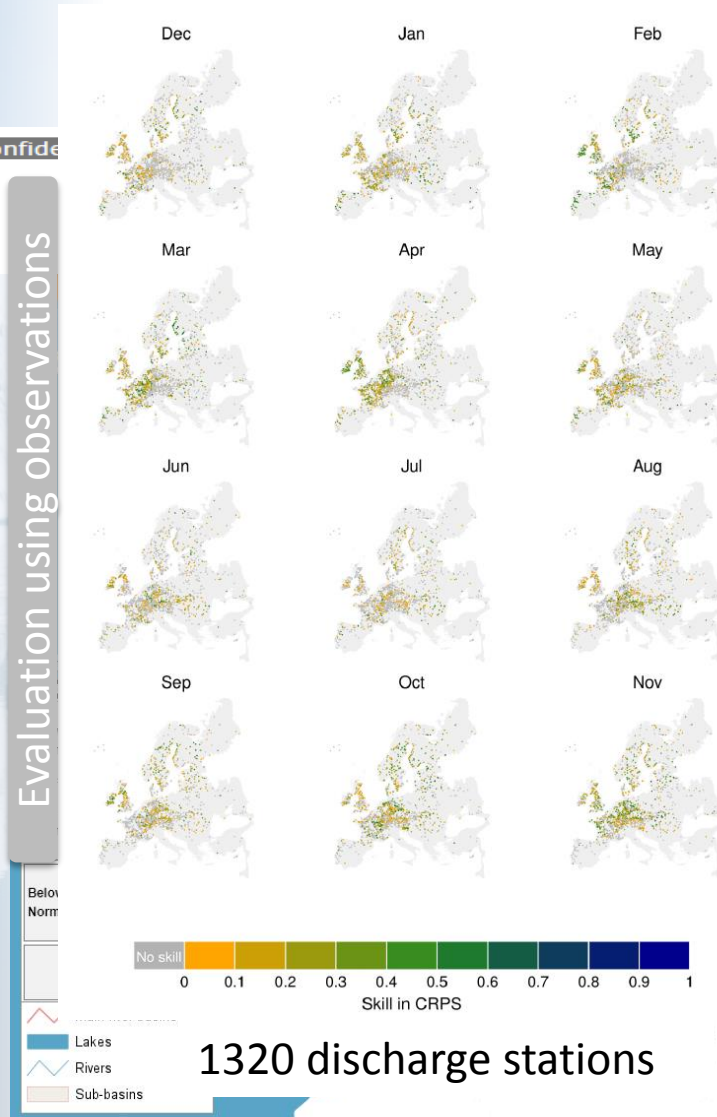 Dec Jan Feb
onfide
Evaluation using observations
Mar Apr May
Jun Jul Aug
Sep Oct Nov
Below
Norm
No skill
0 0.1 0.2 0.3 0.4 0.5 0.6 0.7 0.8 0.9 1
Skill in CRPS
Lakes
Rivers
Sub-basins
1320 discharge stations